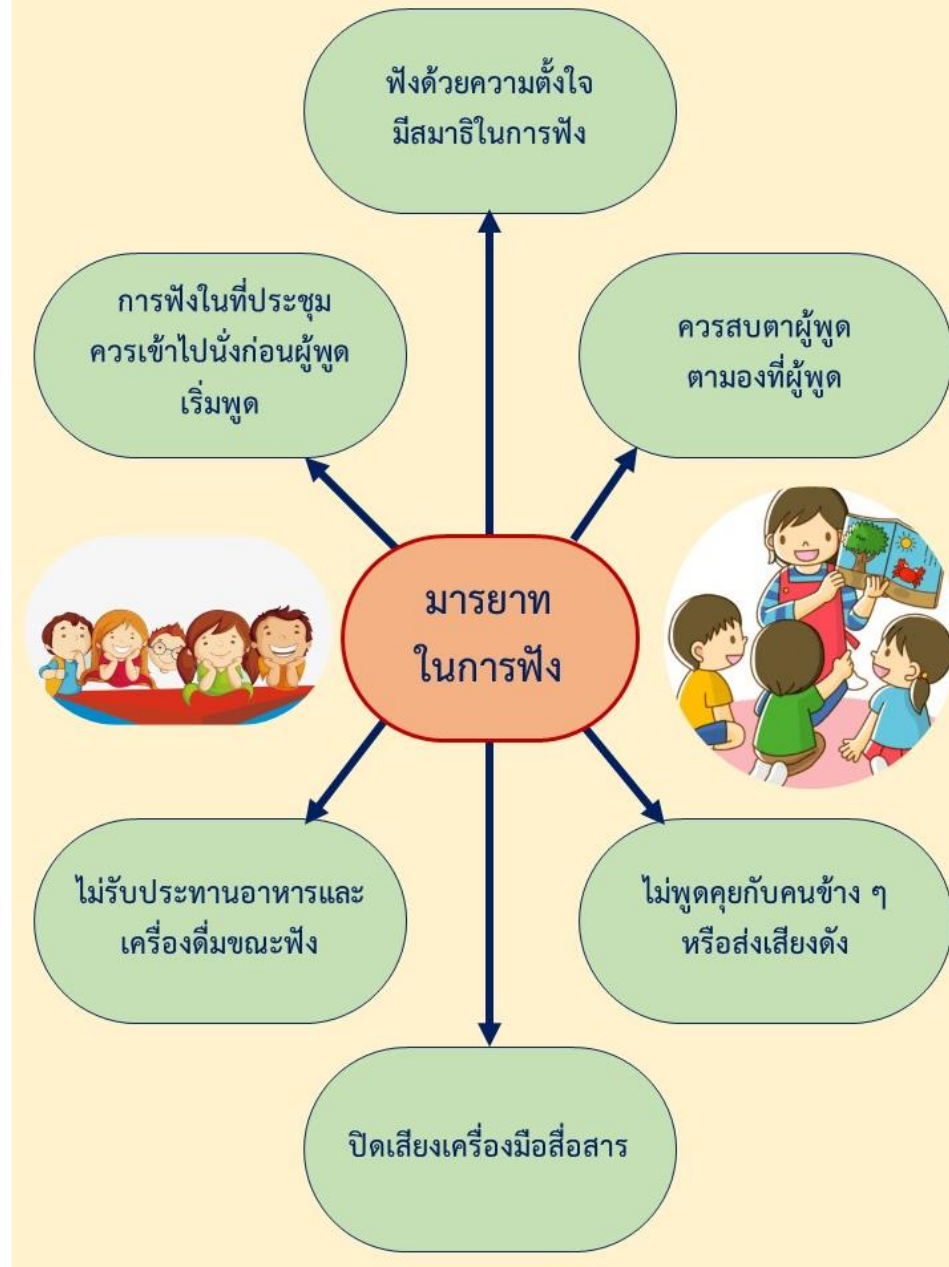 ฟังด้วยความตั้งใจ
มีสมาธิในการฟัง
การฟังในที่ประชุม
ควรเข้าไปนั่งก่อนผู้พูด
เริ่มพูด
ควรสบตาผู้พูด
ตามองที่ผู้พูด
มารยาท
ในการฟัง
ไม่รับประทานอาหารและ
เครื่องดื่มขณะฟัง
ไม่พูดคุยกับคนข้าง ๆ
หรือส่งเสียงดัง
ปิดเสียงเครื่องมือสื่อสาร